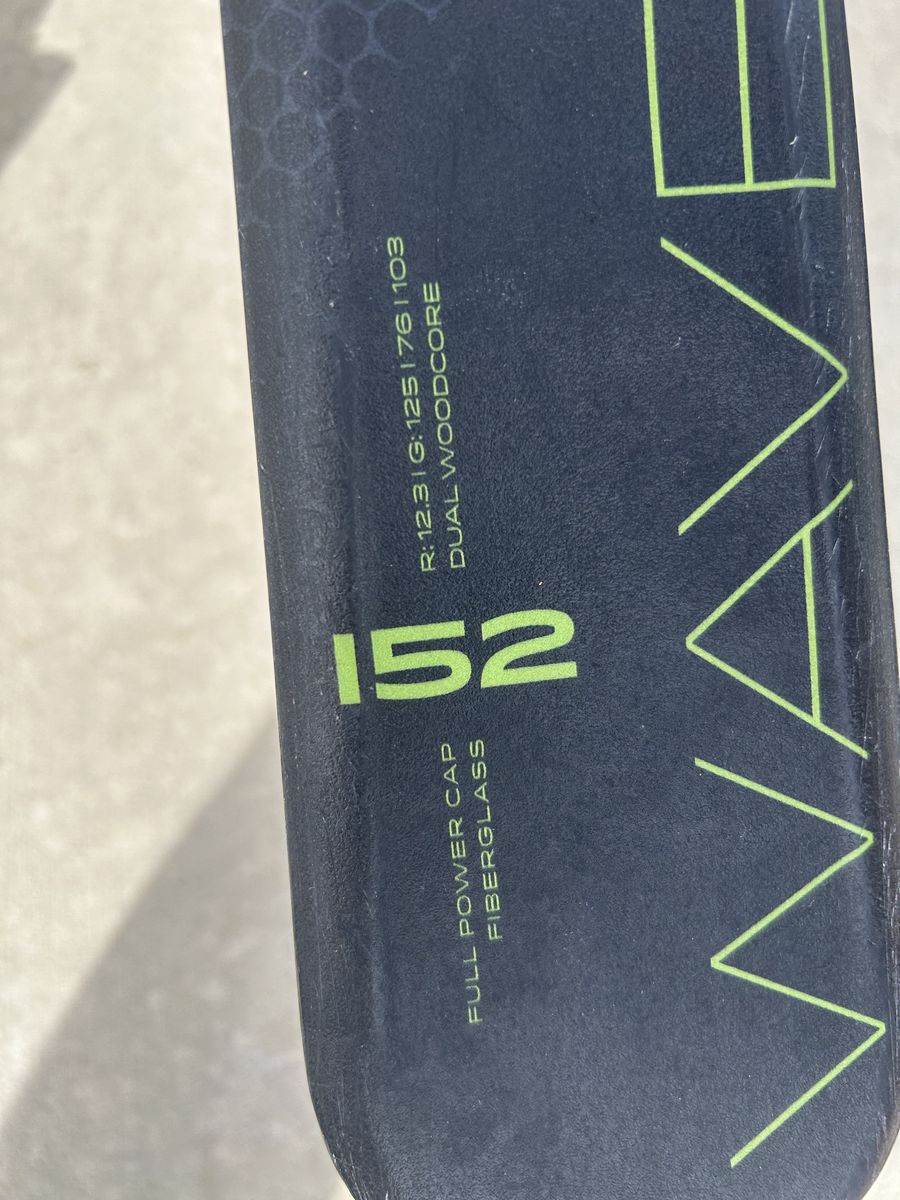 R: 12.3 | G: 125 | 76 | 103
DUAL WOODCORE
152
FULL POWER CAP
FIBERGLASS
WAVE